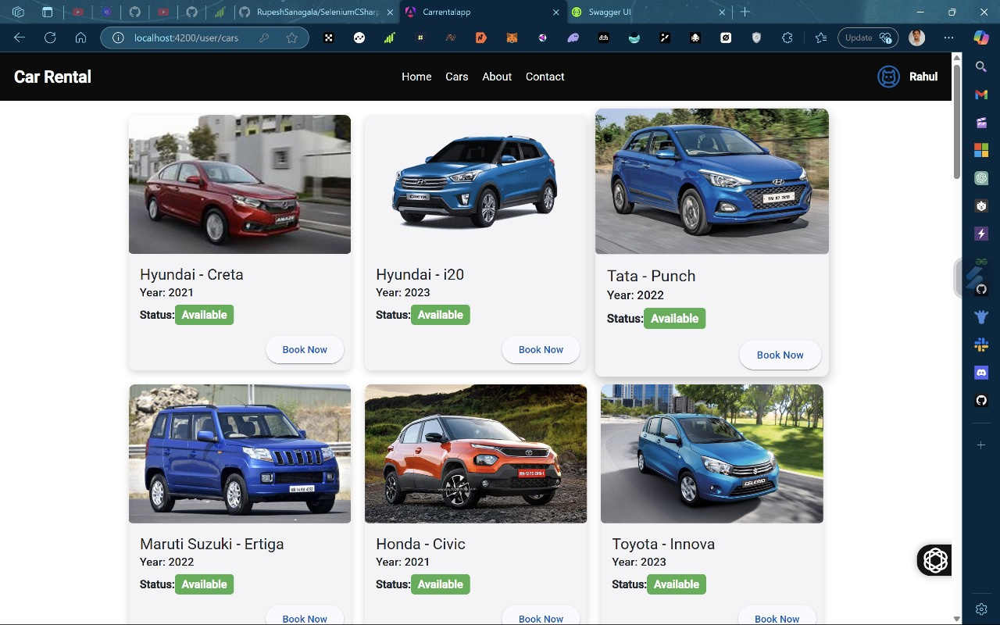 RupeshSanagala/SeleniumCSharp
Carrentalapp
Swagger UI
localhost:4200/user/cars
Update
Car Rental
Home
Cars
About
Contact
Rahul
AMAZE
CRETA
Hyundai - Creta
Year: 2021
Status: Available
Book Now
Hyundai - i20
Year: 2023
Status: Available
Book Now
Tata - Punch
Year: 2022
Status: Available
Book Now
CELERIO
Maruti Suzuki - Ertiga
Year: 2022
Status: Available
Book Now
Honda - Civic
Year: 2021
Status: Available
Book Now
Toyota - Innova
Year: 2023
Status: Available
Book Now